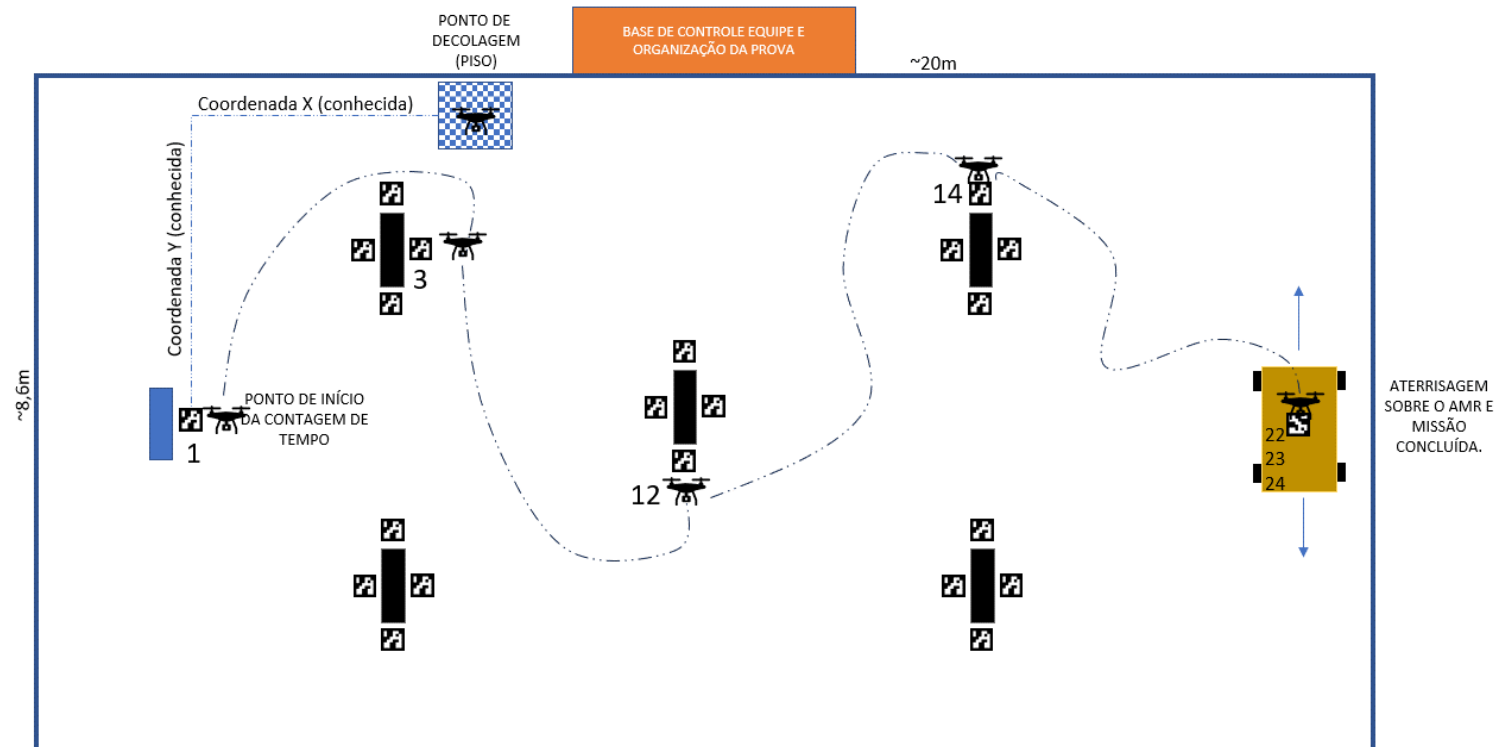 PONTO DE
DECOLAGEM
(PISO)
BASE DE CONTROLE EQUIPE E
ORGANIZAÇÃO DA PROVA
~20m
Coordenada X (conhecida)
Coordenada Y (conhecida)
14
3
~8,6m
PONTO DE INÍCIO
DA CONTAGEM DE
TEMPO
1
12
22
23
24
ATERRISAGEM
SOBRE O AMR E
MISSÃO
CONCLUÍDA.